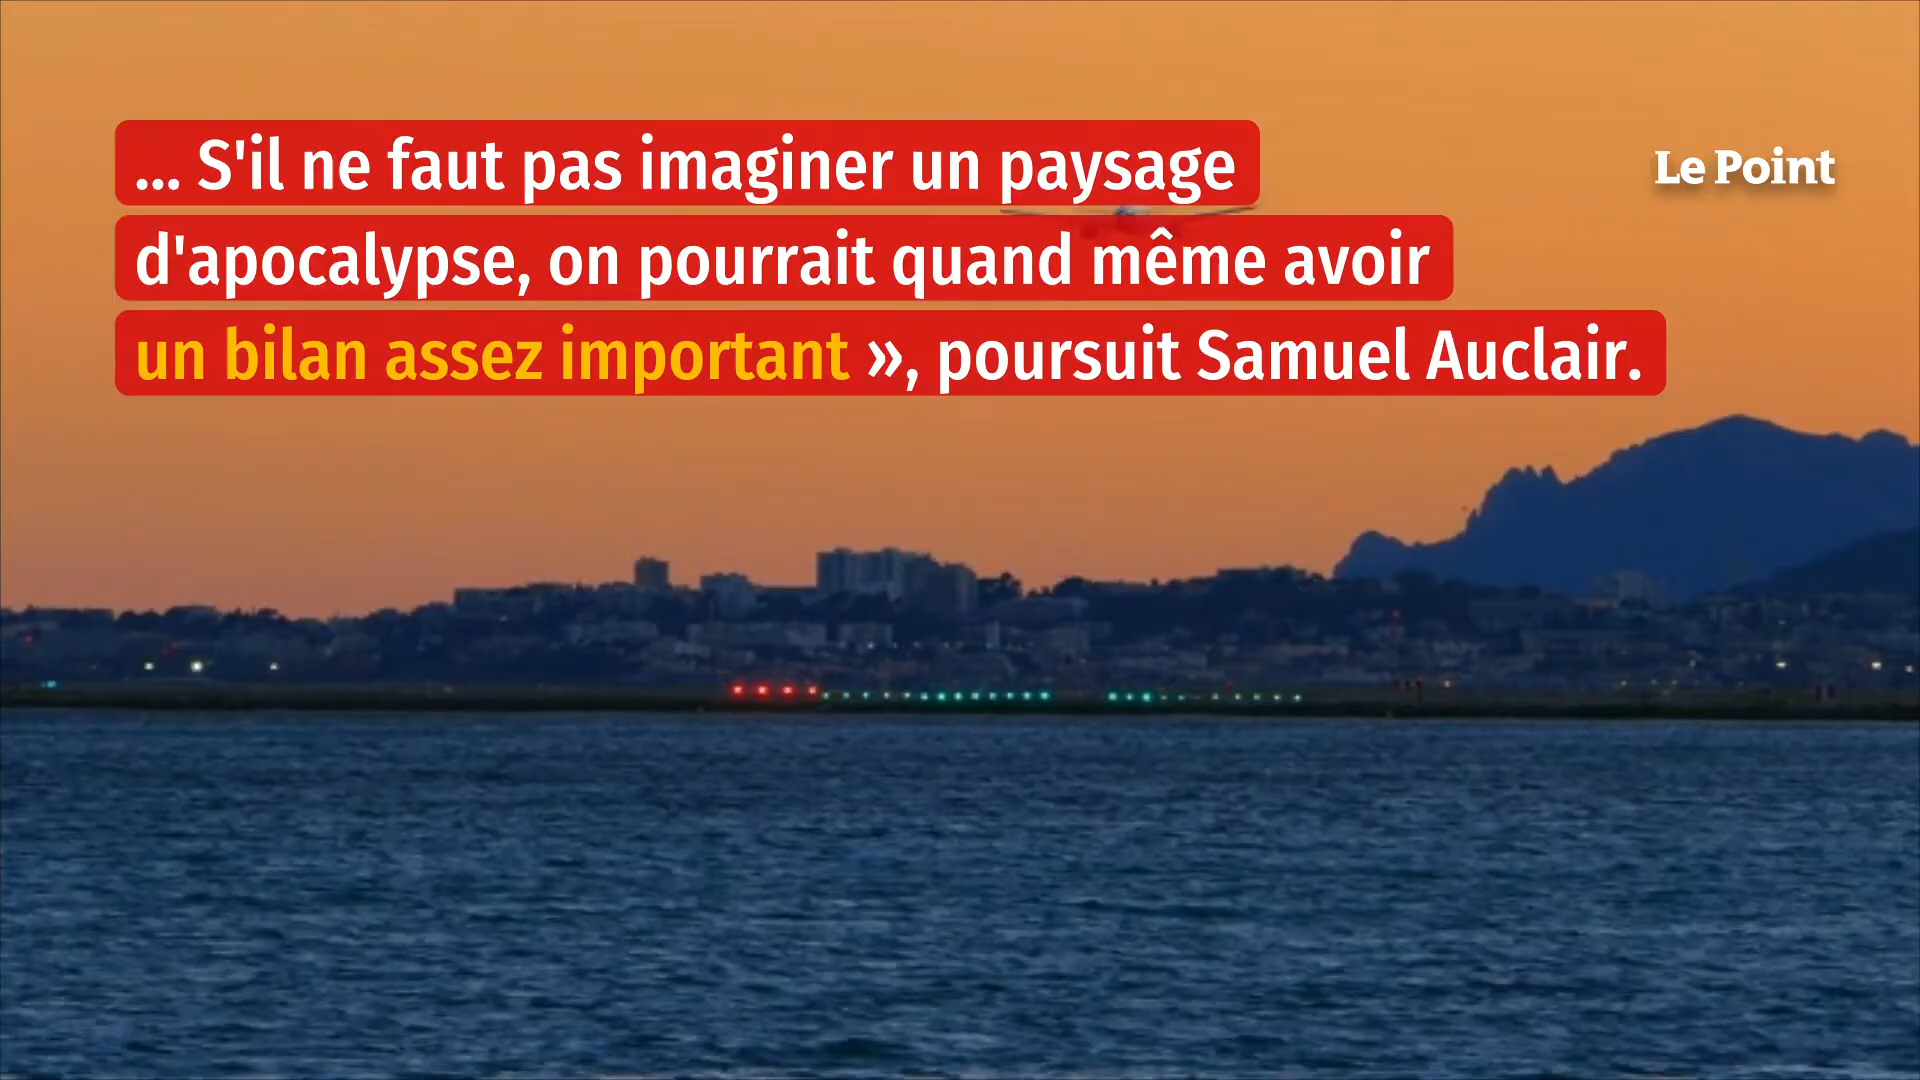 ... S'il ne faut pas imaginer un paysage
d'apocalypse, on pourrait quand même avoir
un bilan assez important », poursuit Samuel Auclair.
Le Point